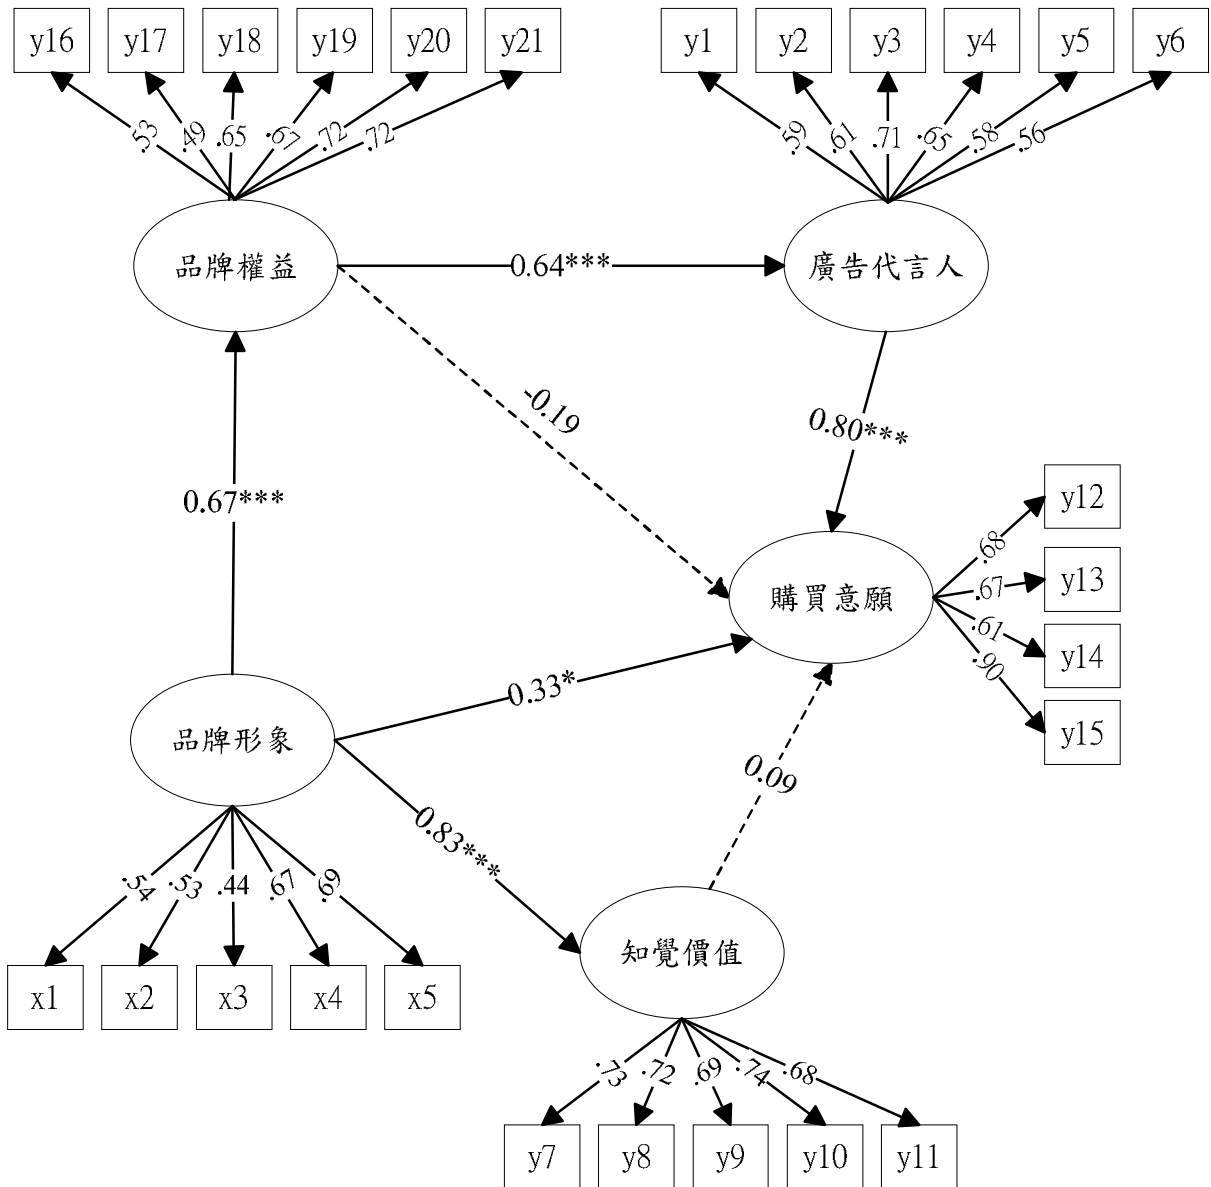 y16 y17 y18 y19 y20 y21 y1 y2 y3 y4 y5 y6
.53 .49 .65 .67 .72 .72 .59 .61 .71 .65 .58 .56
品牌權益 0.64*** 廣告代言人
-0.19
0.80***
0.67***
y12
.68
購買意願 .67 y13
.61 y14
.90
y15
0.33*
品牌形象
0.09
0.83***
.54 .53 .44 .67 .69
知覺價值
x1 x2 x3 x4 x5
.73 .72 .69 .74 .68
y7 y8 y9 y10 y11